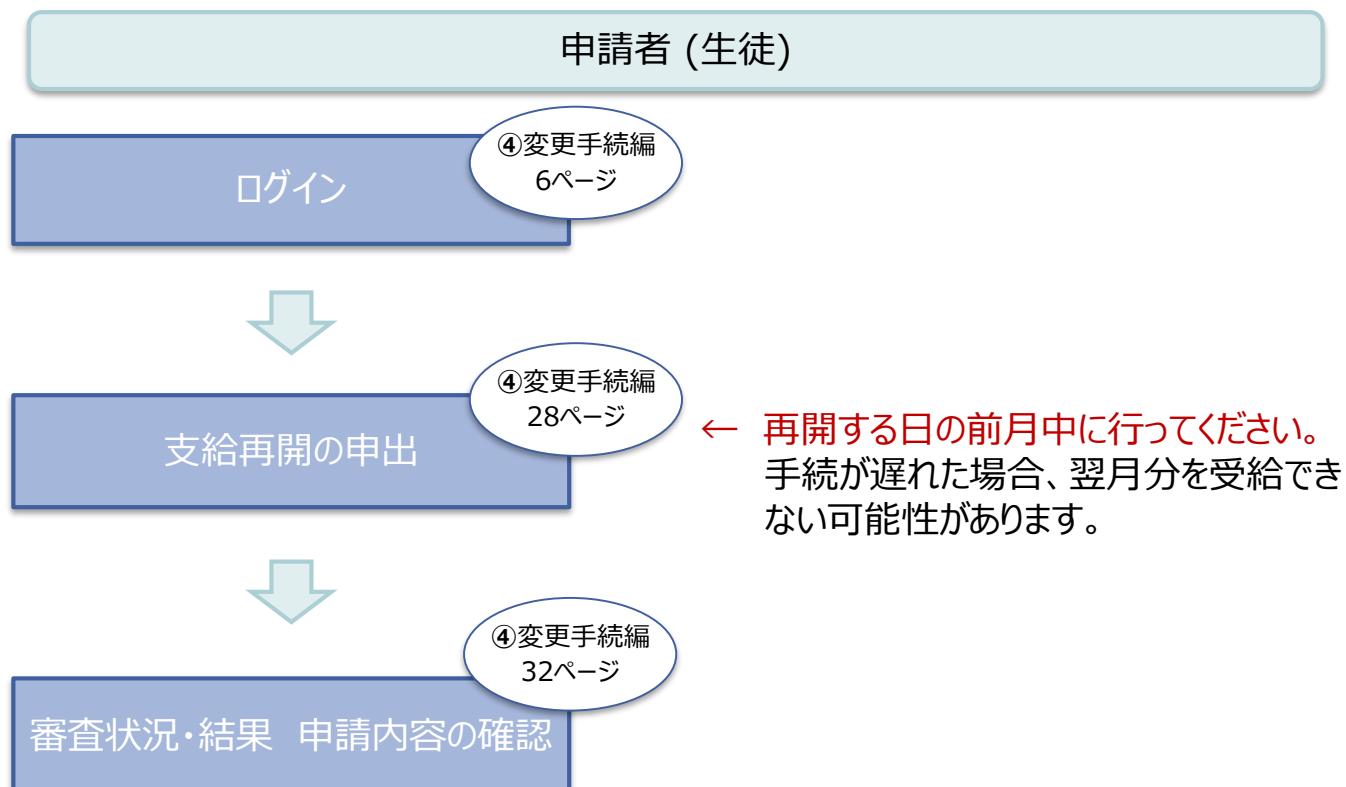 申請者 (生徒)
④変更手続編
6ページ
ログイン
④変更手続編
28ページ
支給再開の申出
← 再開する日の前月中に行ってください。
手続が遅れた場合、翌月分を受給でき
ない可能性があります。
④変更手続編
32ページ
審査状況・結果　申請内容の確認